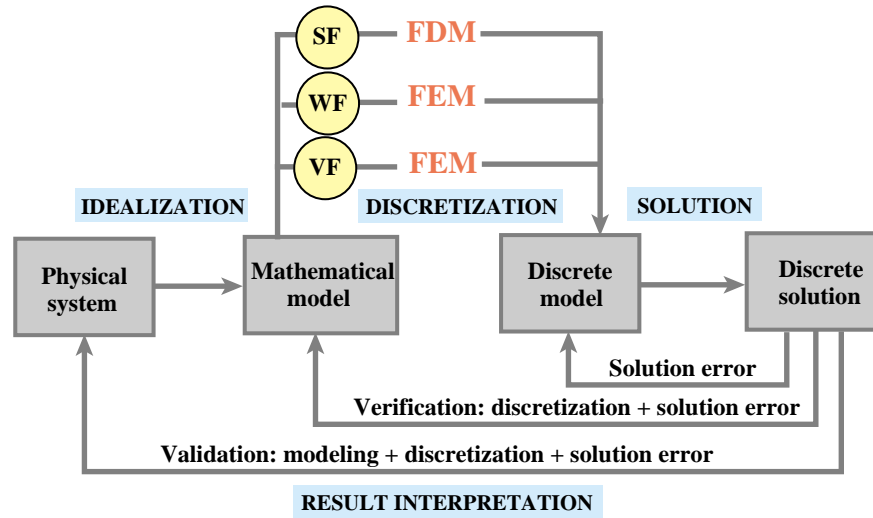 SF FDM
WF FEM
VF FEM
IDEALIZATION DISCRETIZATION SOLUTION
Physical
system
Mathematical
model
Discrete
model
Discrete
solution
Solution error
Verification: discretization + solution error
Validation: modeling + discretization + solution error
RESULT INTERPRETATION